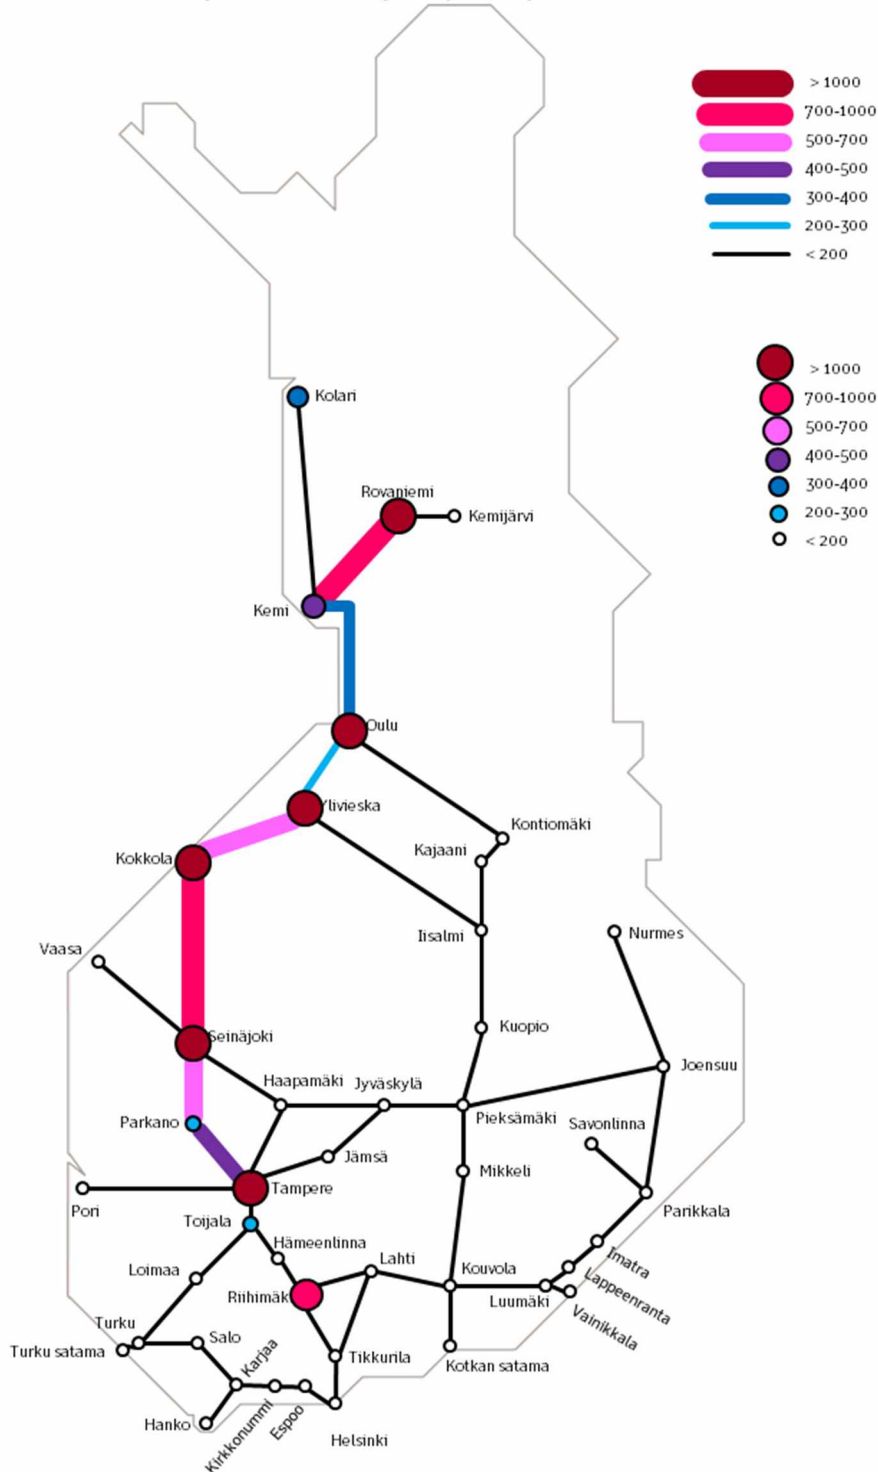 > 1000
700-1000
500-700
400-500
300-400
200-300
< 200
> 1000
700-1000
500-700
400-500
300-400
200-300
< 200
Kolari
Rovaniemi
Kemijärvi
Kemi
Oulu
Ylivieska
Kontiomäki
Kajaani
Kokkola
Iisalmi
Nurmes
Vaasa
Kuopio
Seinäjoki
Joensuu
Haapamäki
Jyväskylä
Parkano
Pieksämäki
Savonlinna
Jämsä
Mikkeli
Tampere
Pori
Parikkala
Toijala
Hämeenlinna
Lahti
Imatra
Loimaa
Kouvola
Lappeenranta
Riihimäk
Luumäki
Vainikkala
Turku
Salo
Turku satama
Karjaa
Tikkurila
Kotkan satama
Hanko
Kirkkonummi
Espoo
Helsinki